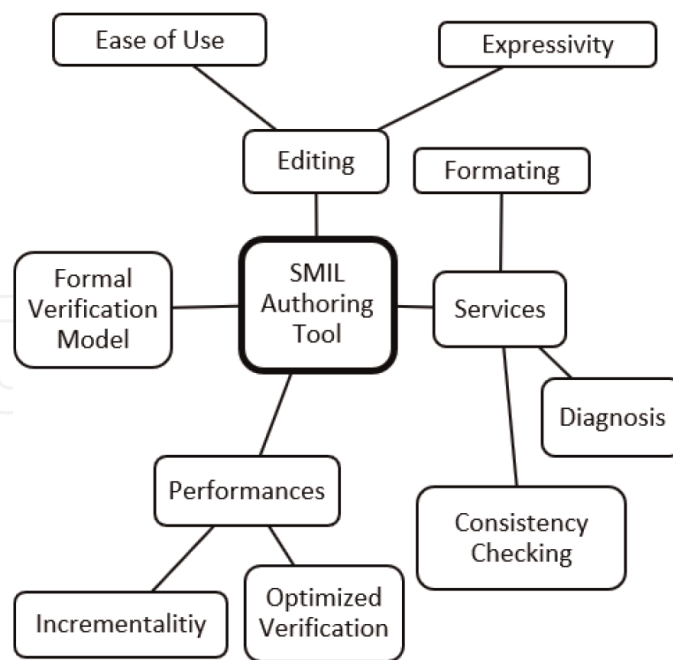 Ease of Use
Expressivity
Editing
Formating
Formal
Verification
Model
SMIL
Authoring
Tool
Services
Diagnosis
Performances
Consistency
Checking
Incrementalitiy
Optimized
Verification